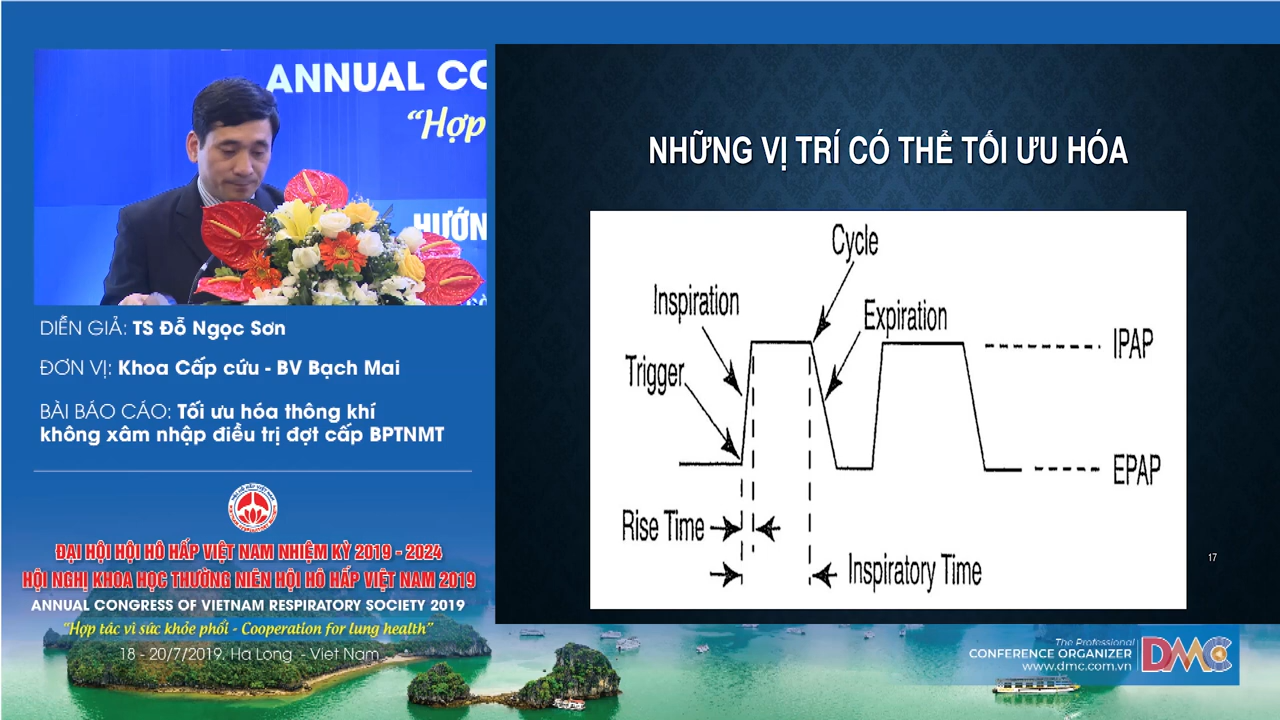 ANNUAL CO
“Hợp
HƯỚN
DIỄN GIẢ: TS Đỗ Ngọc Sơn
ĐƠN VỊ: Khoa Cấp cứu - BV Bạch Mai
BÀI BÁO CÁO: Tối ưu hóa thông khí
không xâm nhập điều trị đợt cấp BPTNMT
ĐẠI HỘI HỘI HÔ HẤP VIỆT NAM NHIỆM KỲ 2019 - 2024
HỘI NGHỊ KHOA HỌC THƯỜNG NIÊN HỘI HÔ HẤP VIỆT NAM 2019
ANNUAL CONGRESS OF VIETNAM RESPIRATORY SOCIETY 2019
“Hợp tác vì sức khỏe phổi - Cooperation for lung health”
18 - 20/7/2019. Ha Long - Viet Nam
NHỮNG VỊ TRÍ CÓ THỂ TỐI ƯU HÓA
Cycle
Inspiration
Expiration
Trigger
IPAP
EPAP
Rise Time
Inspiratory Time
17
The Professional
CONFERENCE ORGANIZER
www.dmc.com.vn
DMC